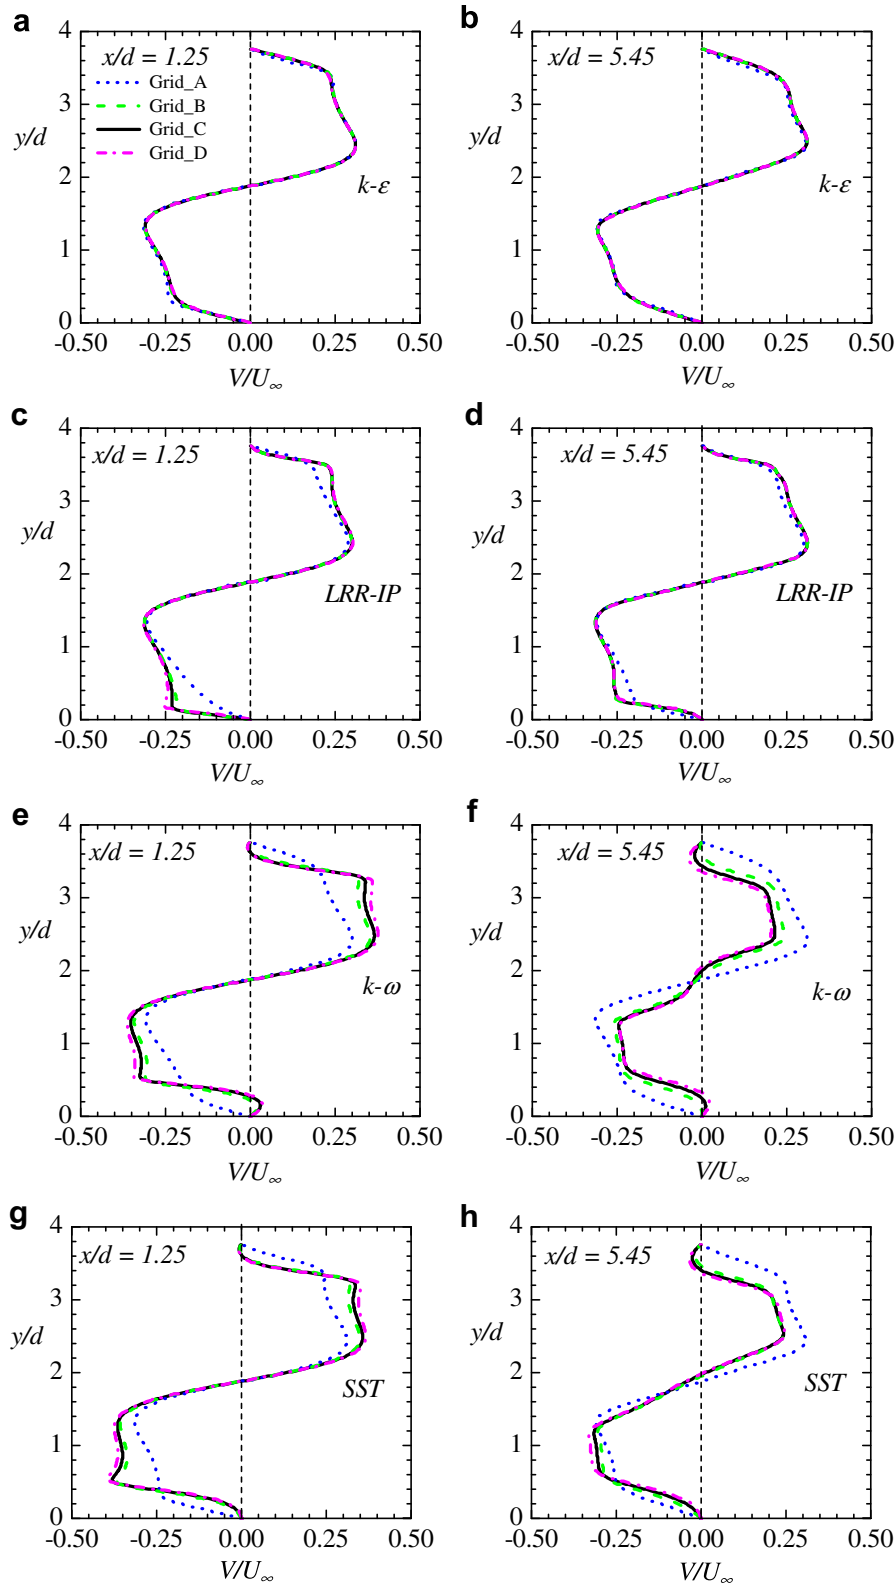 a
4
x/d = 1.25
Grid_A
Grid_B
Grid_C
Grid_D
3
y/d
2
k-ε
1
0
-0.50 -0.25 0.00 0.25 0.50
V/U∞
b
4
x/d = 5.45
3
y/d
2
k-ε
1
0
-0.50 -0.25 0.00 0.25 0.50
V/U∞
c
4
x/d = 1.25
3
y/d
2
LRR-IP
1
0
-0.50 -0.25 0.00 0.25 0.50
V/U∞
d
4
x/d = 5.45
3
y/d
2
LRR-IP
1
0
-0.50 -0.25 0.00 0.25 0.50
V/U∞
e
4
x/d = 1.25
3
y/d
2
k-ω
1
0
-0.50 -0.25 0.00 0.25 0.50
V/U∞
f
4
x/d = 5.45
3
y/d
2
k-ω
1
0
-0.50 -0.25 0.00 0.25 0.50
V/U∞
g
4
x/d = 1.25
3
y/d
2
SST
1
0
-0.50 -0.25 0.00 0.25 0.50
V/U∞
h
4
x/d = 5.45
3
y/d
2
SST
1
0
-0.50 -0.25 0.00 0.25 0.50
V/U∞